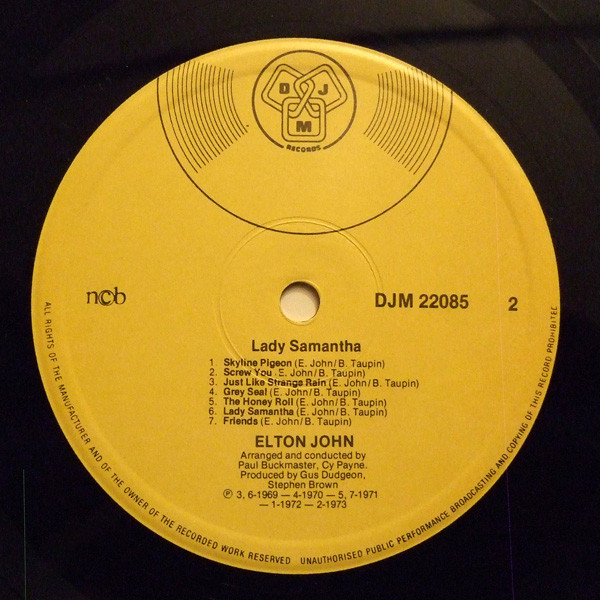 D J
M
RECORDS
ncb
DJM 22085 2
Lady Samantha
1. Skyline Pigeon (E. John/B. Taupin)
2. Screw You (E. John/B. Taupin)
3. Just Like Strange Rain (E. John/B. Taupin)
4. Grey Seal (E. John/B. Taupin)
5. The Honey Roll (E. John/B. Taupin)
6. Lady Samantha (E. John/B. Taupin)
7. Friends (E. John/B. Taupin)
ELTON JOHN
Arranged and conducted by
Paul Buckmaster, Cy Payne.
Produced by Gus Dudgeon,
Stephen Brown
℗ 3, 6-1969 — 4-1970 — 5, 7-1971
— 1-1972 — 2-1973
ALL RIGHTS OF THE MANUFACTURER AND OF THE OWNER OF THE RECORDED WORK RESERVED UNAUTHORISED PUBLIC PERFORMANCE BROADCASTING AND COPYING OF THIS RECORD PROHIBITED